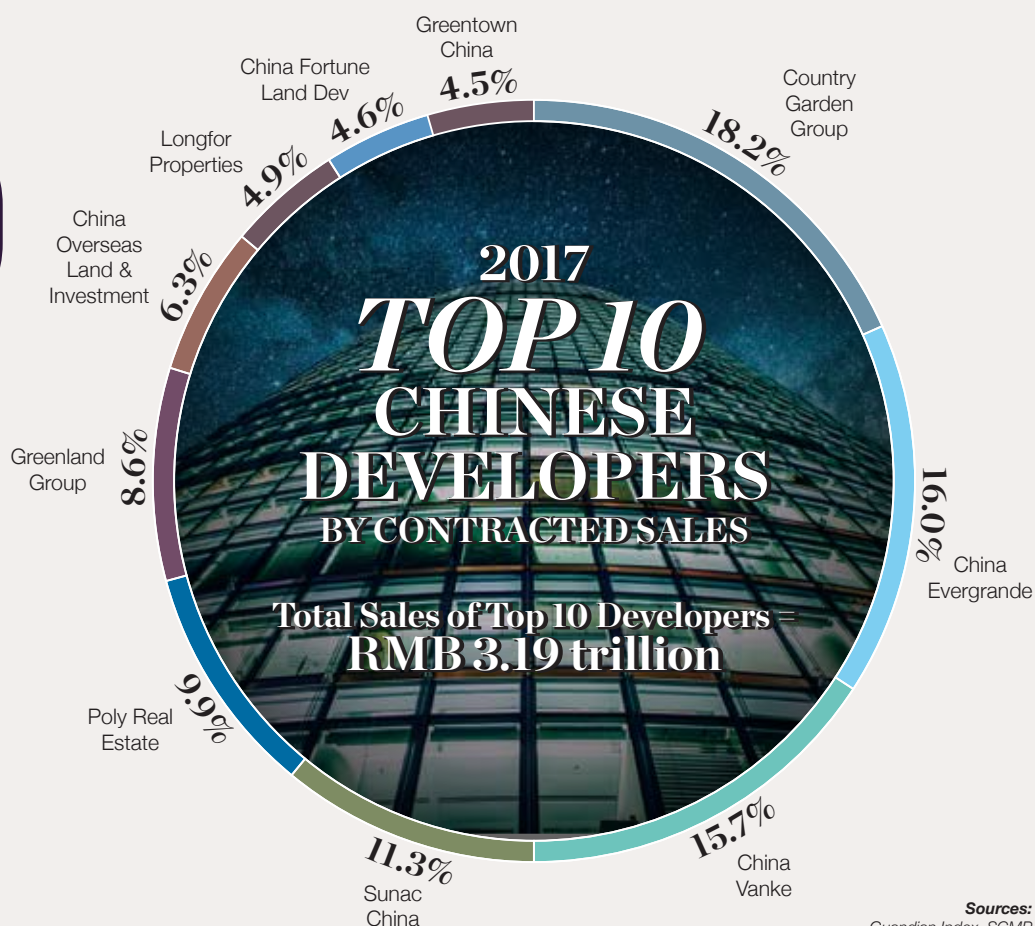 Greentown
China
4.5%
China Fortune
Land Dev
4.6%
Longfor
Properties
4.9%
China
Overseas
Land &
Investment
6.3%
Greenland
Group
8.6%
Poly Real
Estate
9.9%
Sunac
China
11.3%
China
Vanke
15.7%
China
Evergrande
16.0%
Country
Garden
Group
18.2%
2017
TOP 10
CHINESE
DEVELOPERS
BY CONTRACTED SALES
Total Sales of Top 10 Developers =
RMB 3.19 trillion
Sources:
Index, SCMP